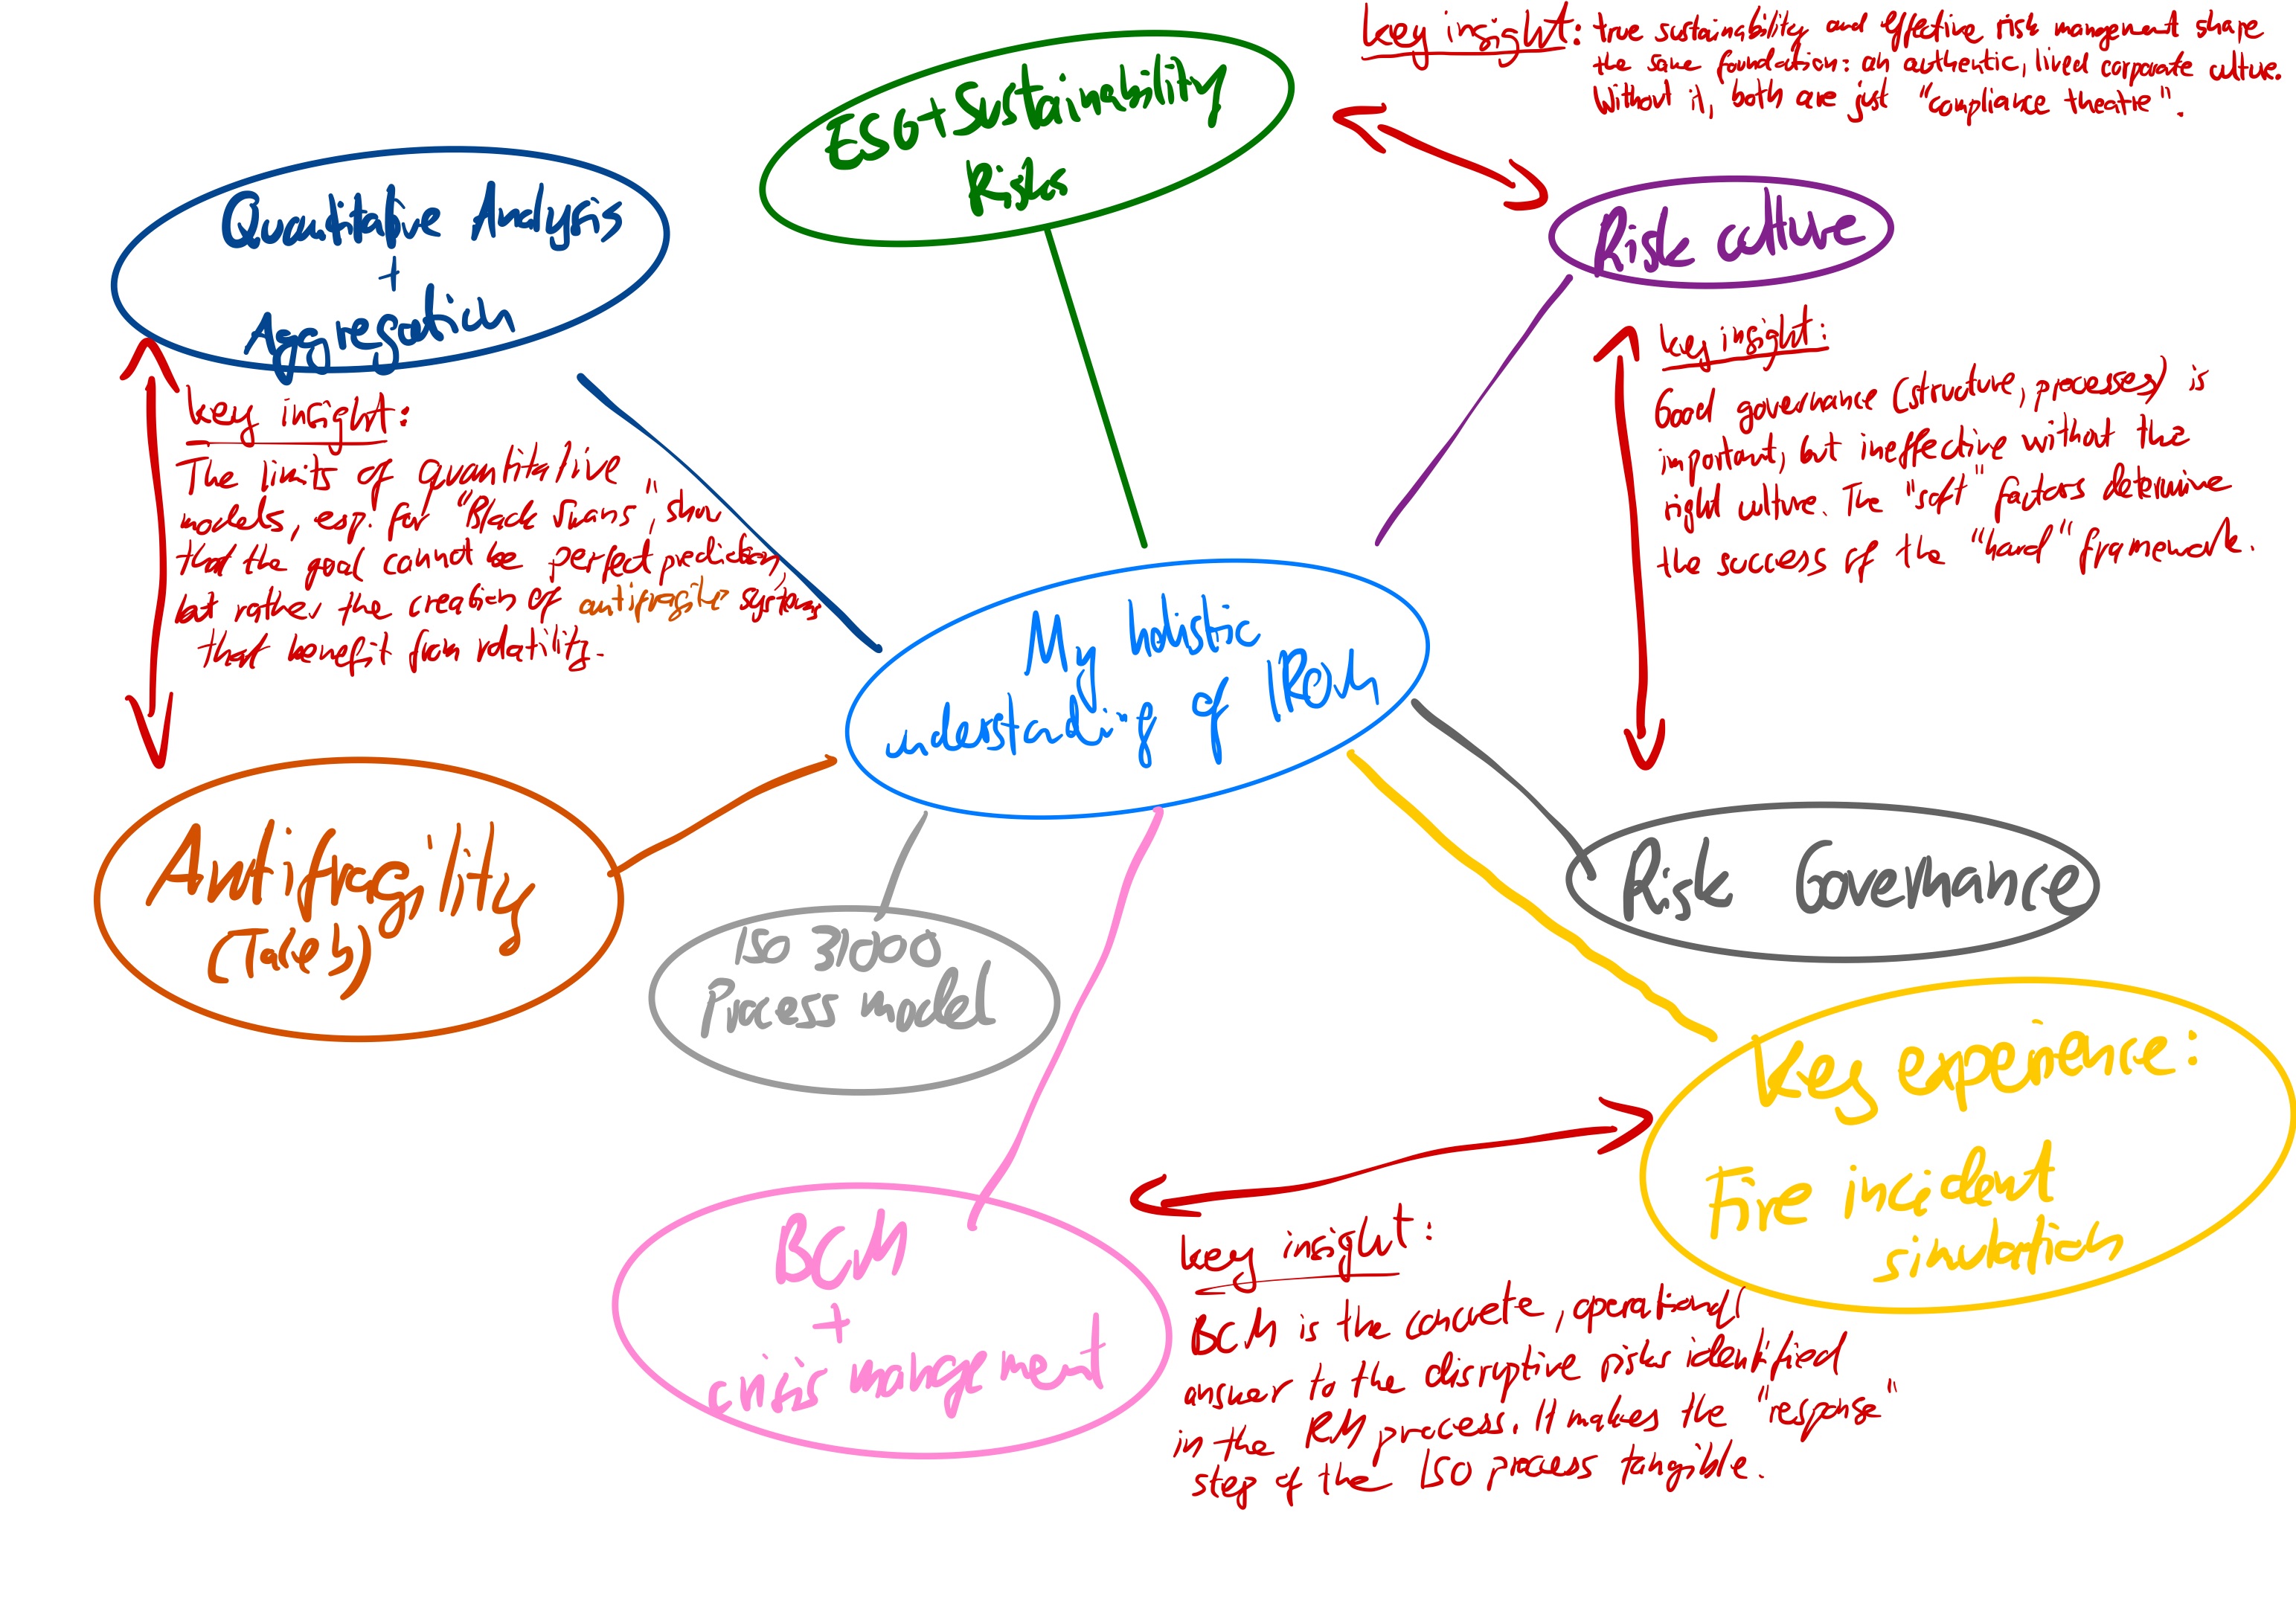 key insight: true sustainability and effective risk mangement share
the same foundation: an authentic, lived corporate culture.
Without it, both are just "compliance theatre".
ESG+Sustainability
Risks
Quantitative Analysis
+
Aggregation
Risk culture
key insight:
Good governance (structure, processes) is
important, but ineffective without the
right culture. The "soft" factors determine
the success of the "hard" framework.
key insight:
The limits of quantitative
models, esp. for "Black Swans", show
that the goal cannot be perfect prediction,
but rather the creation of antifragile systems
that benefit from volatility.
My holistic
understanding of
Antifragility
(Taleb)
ISO 31000
Process model
Risk Governance
Key experience:
Fire incident
simulation
BCM
+
crisis management
key insight:
BCM is the concrete, operational
answer to the disruptive risks identified
in the RM process. It makes the "response"
step of the ISO process tangible.